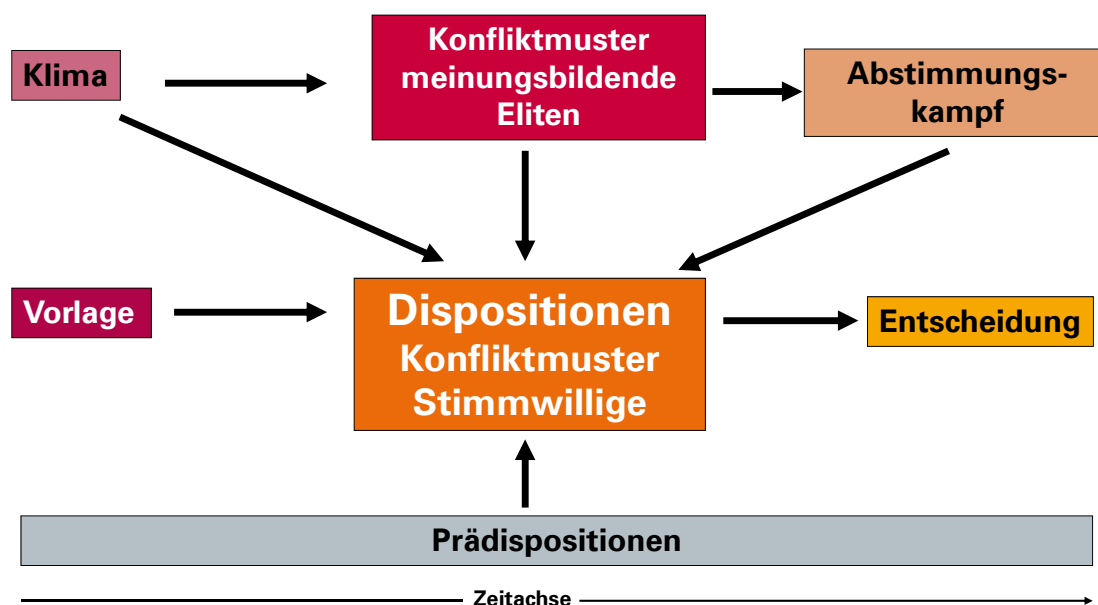 Klima
Konfliktmuster
meinungsbildende
Eliten
Abstimmungs-
kampf
Vorlage
Dispositionen
Konfliktmuster
Stimmwillige
Entscheidung
Prädispositionen
Zeitachse